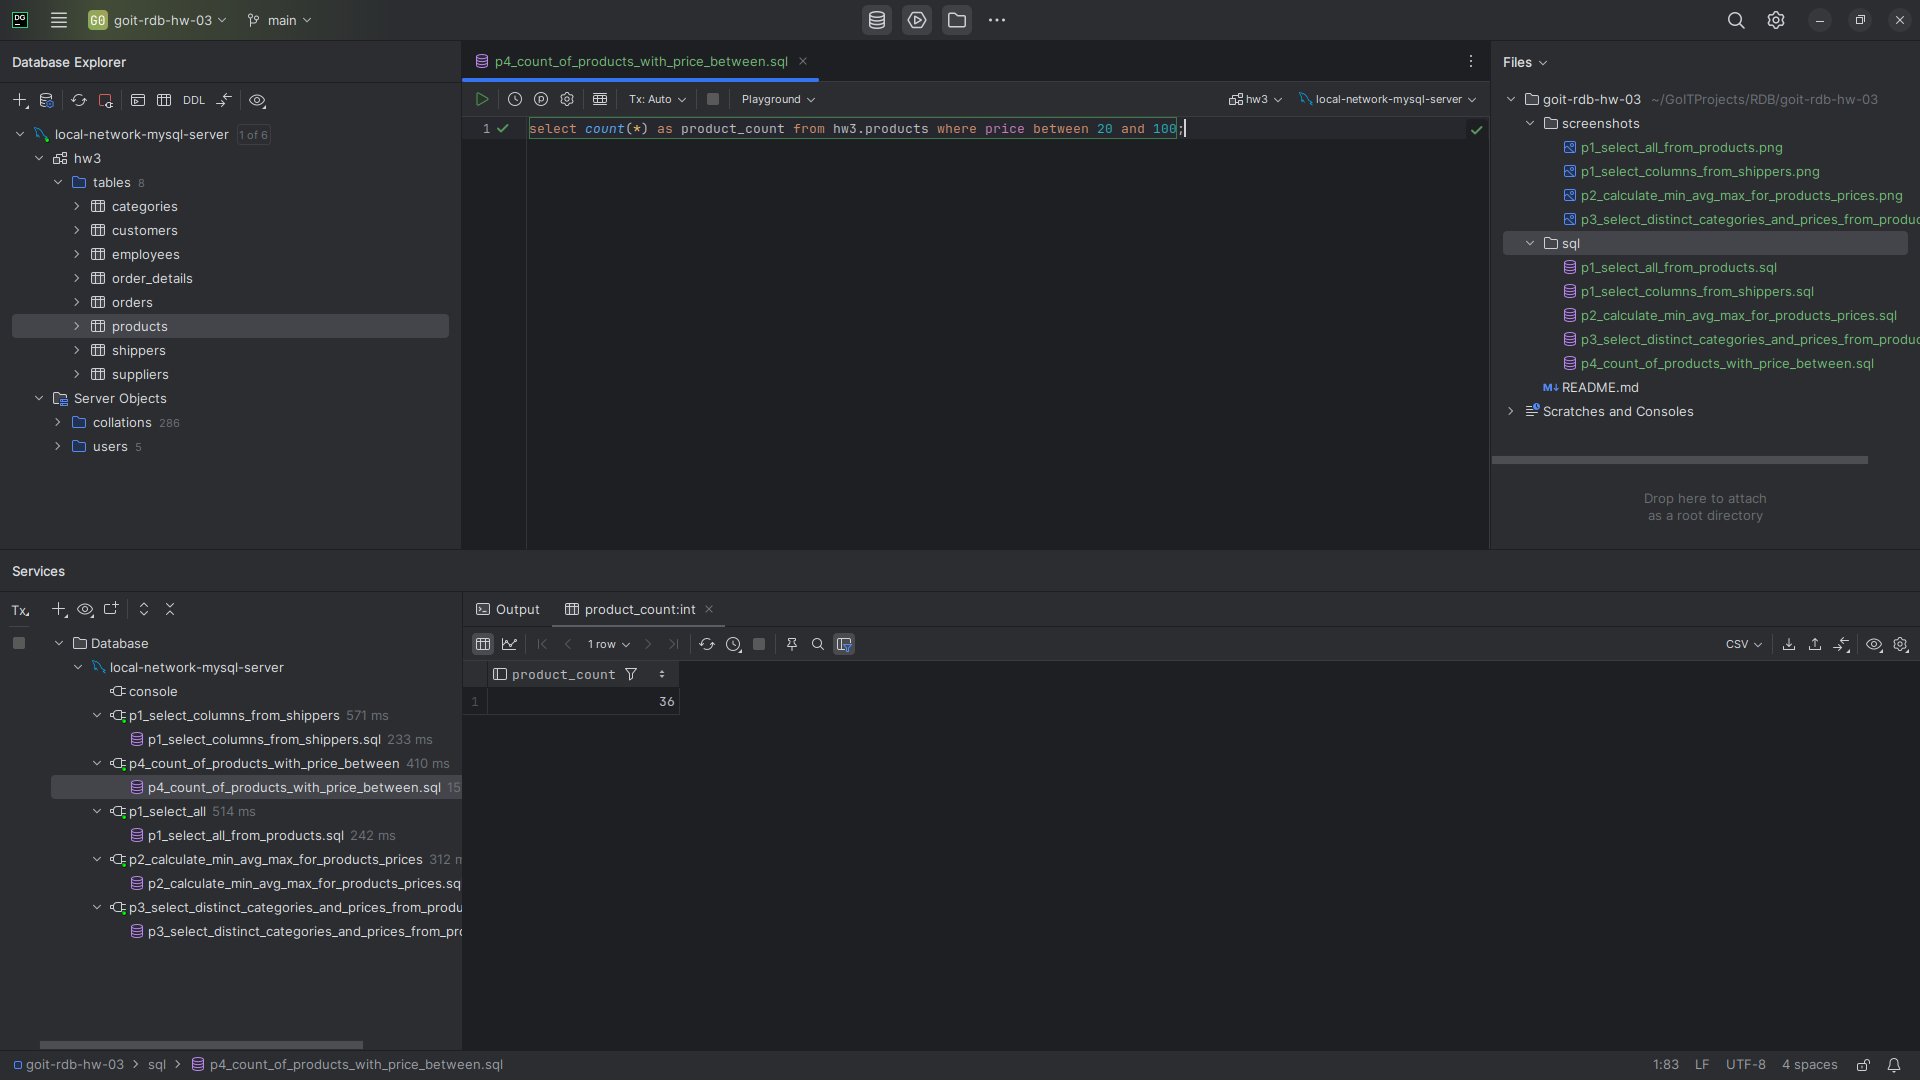 GO goit-rdb-hw-03 main
Database Explorer
DDL
local-network-mysql-server 1 of 6
hw3
tables 8
categories
customers
employees
order_details
orders
products
shippers
suppliers
Server Objects
collations 286
users 5
p4_count_of_products_with_price_between.sql
Tx: Auto Playground hw3 local-network-mysql-server
1 select count(*) as product_count from hw3.products where price between 20 and 100;
Files
goit-rdb-hw-03 ~/GoITProjects/RDB/goit-rdb-hw-03
screenshots
p1_select_all_from_products.png
p1_select_columns_from_shippers.png
p2_calculate_min_avg_max_for_products_prices.png
p3_select_distinct_categories_and_prices_from_produc
sql
p1_select_all_from_products.sql
p1_select_columns_from_shippers.sql
p2_calculate_min_avg_max_for_products_prices.sql
p3_select_distinct_categories_and_prices_from_produc
p4_count_of_products_with_price_between.sql
M↓ README.md
Scratches and Consoles
Drop here to attach
as a root directory
Services
Tx
Database
local-network-mysql-server
console
p1_select_columns_from_shippers 571 ms
p1_select_columns_from_shippers.sql 233 ms
p4_count_of_products_with_price_between 410 ms
p4_count_of_products_with_price_between.sql 15
p1_select_all 514 ms
p1_select_all_from_products.sql 242 ms
p2_calculate_min_avg_max_for_products_prices 312 m
p2_calculate_min_avg_max_for_products_prices.sq
p3_select_distinct_categories_and_prices_from_produ
p3_select_distinct_categories_and_prices_from_pro
Output product_count:int
1 row CSV
product_count
1 36
goit-rdb-hw-03 > sql > p4_count_of_products_with_price_between.sql
1:83 LF UTF-8 4 spaces